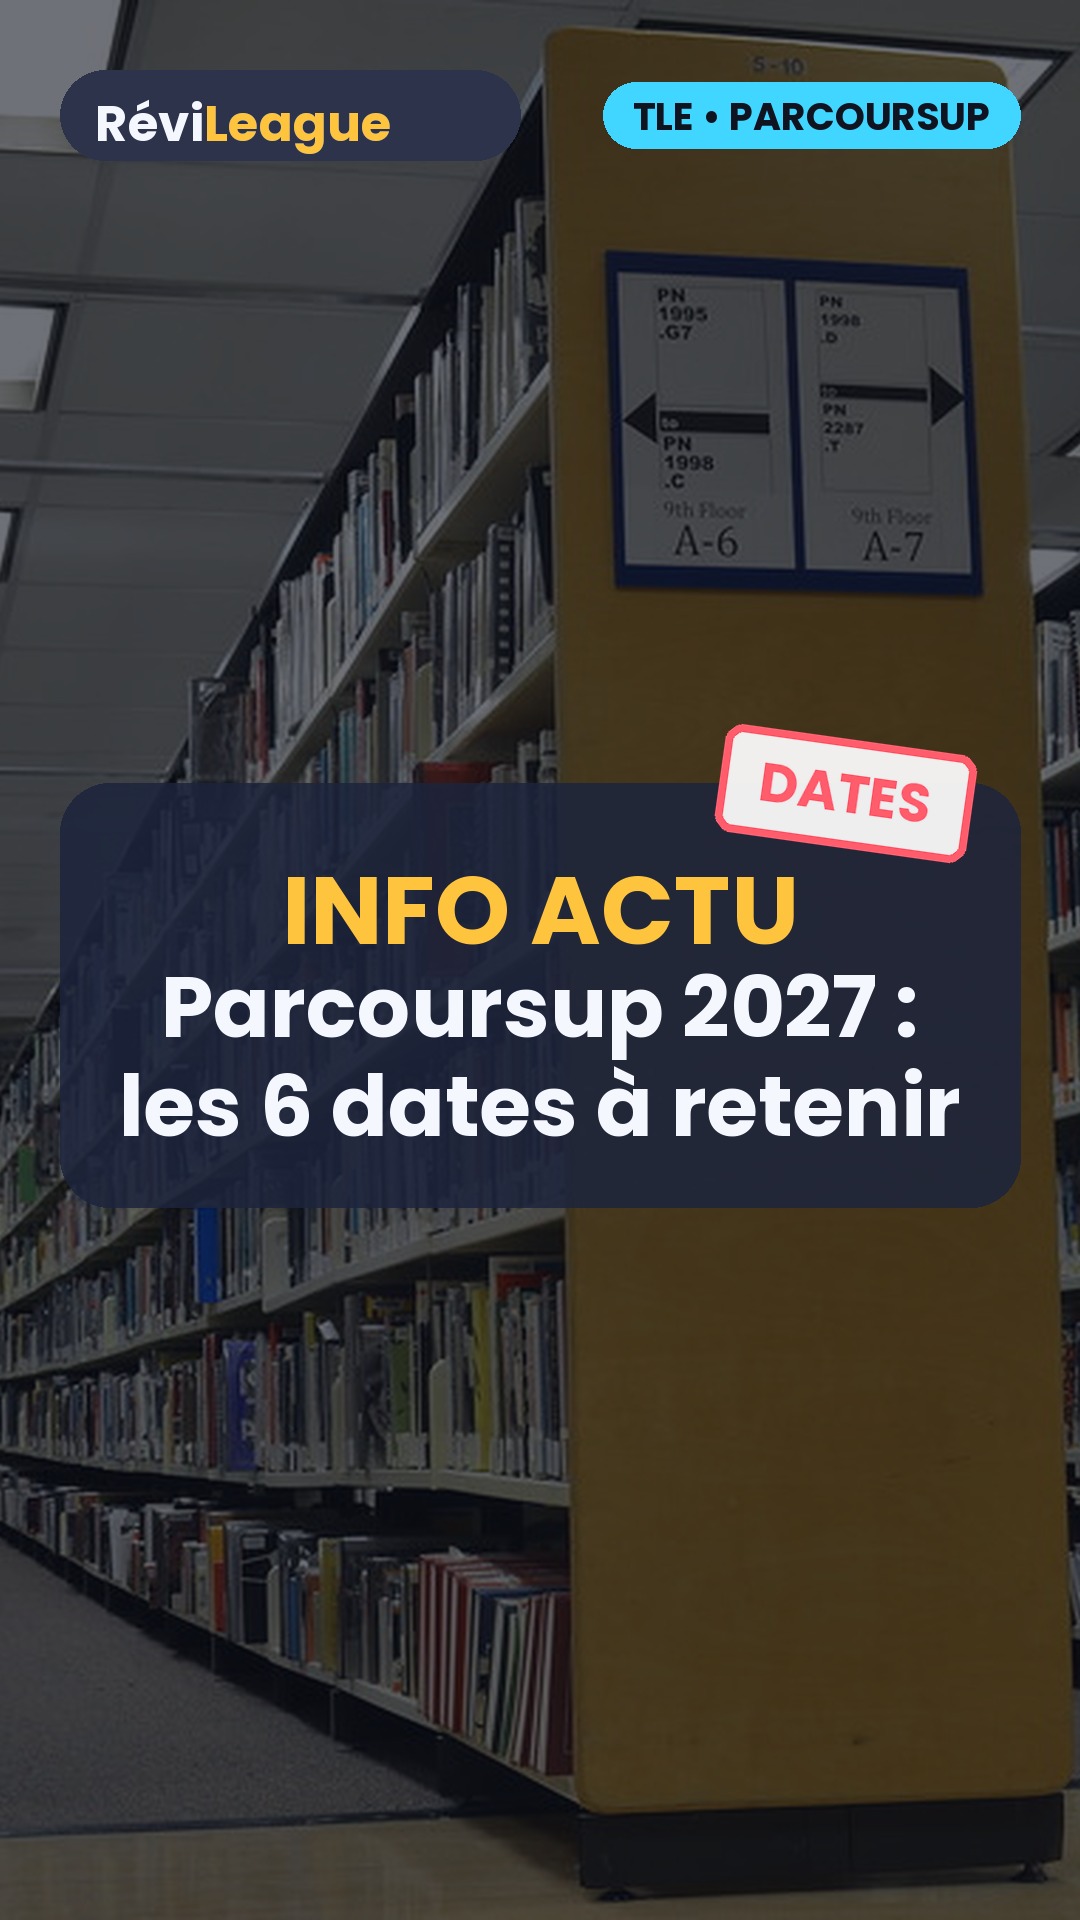 RéviLeague
TLE • PARCOURSUP
5-10
PN
1995
.G7
to
PN
1998
.C
9th Floor
A-6
PN
1998
.D
to
PN
2287
.T
9th Floor
A-7
DATES
INFO ACTU
Parcoursup 2027 :
les 6 dates à retenir